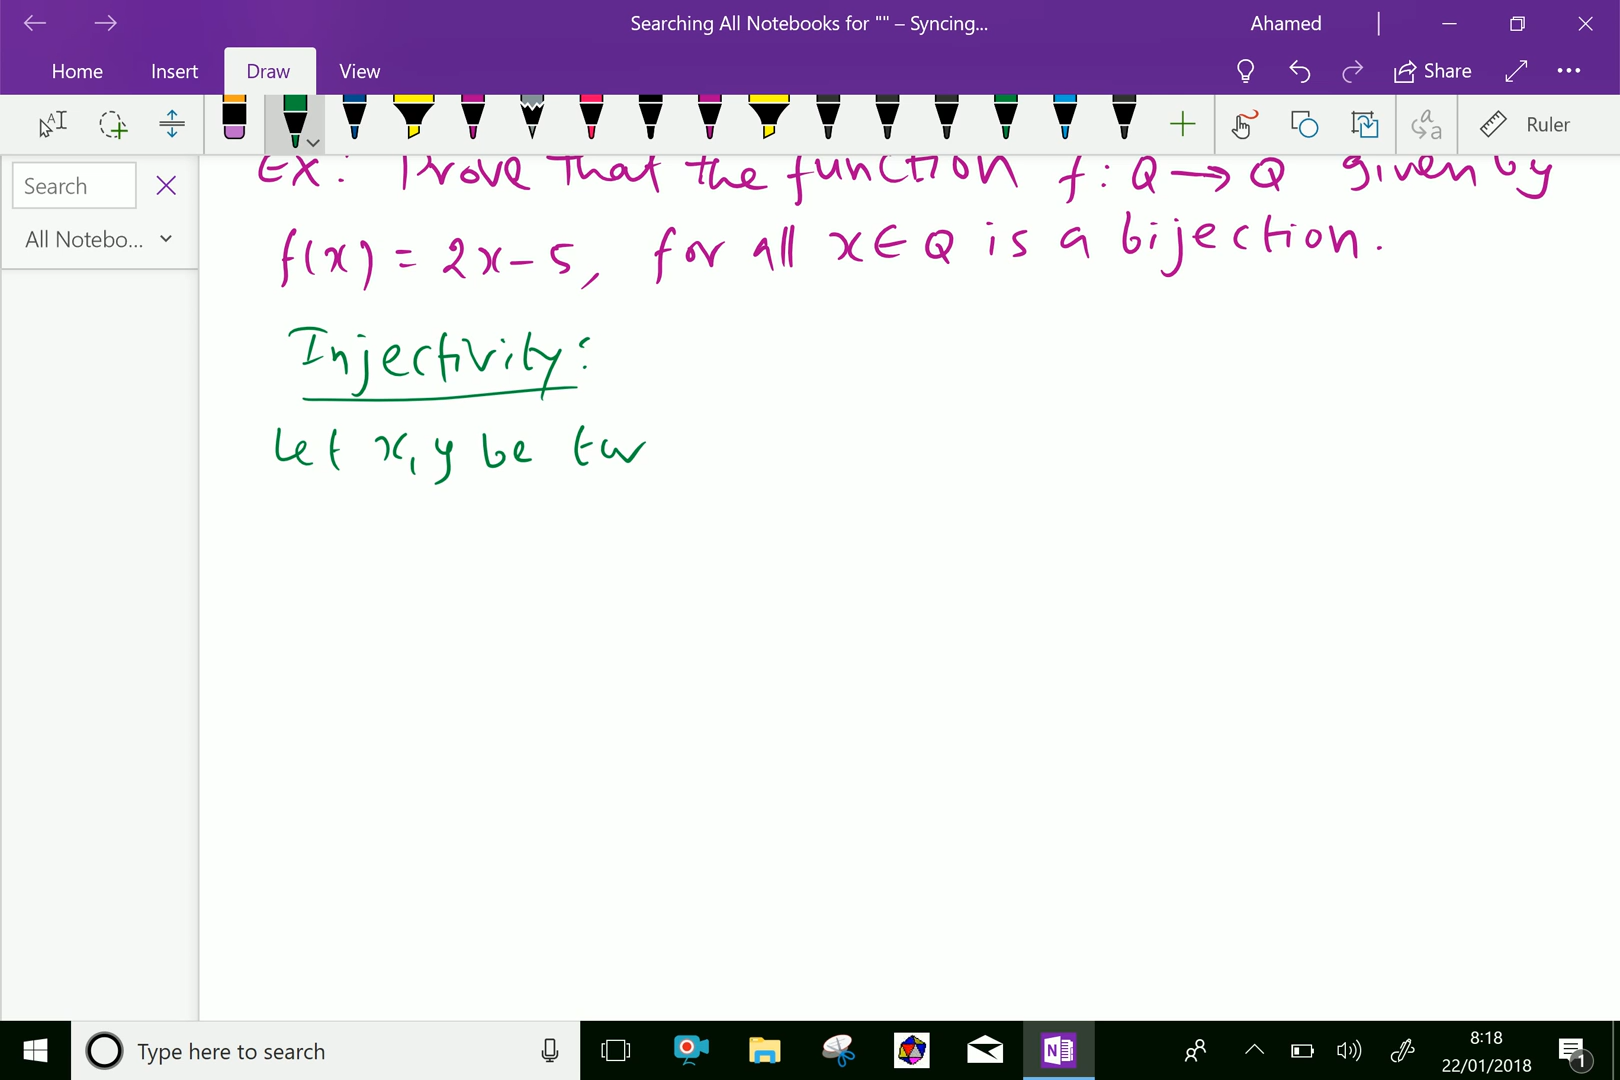 Searching All Notebooks for "" – Syncing...
Ahamed
Home Insert Draw View
Share
Ruler
Search
All Notebo...
Ex: Prove that the function f: Q → Q given by
f(x) = 2x - 5, for all x ∈ Q is a bijection.
Injectivity:
Let x, y be
Type here to search
8:18
22/01/2018
1